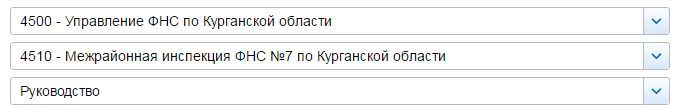 4500 - Управление ФНС по Курганской области
4510 - Межрайонная инспекция ФНС №7 по Курганской области
Руководство